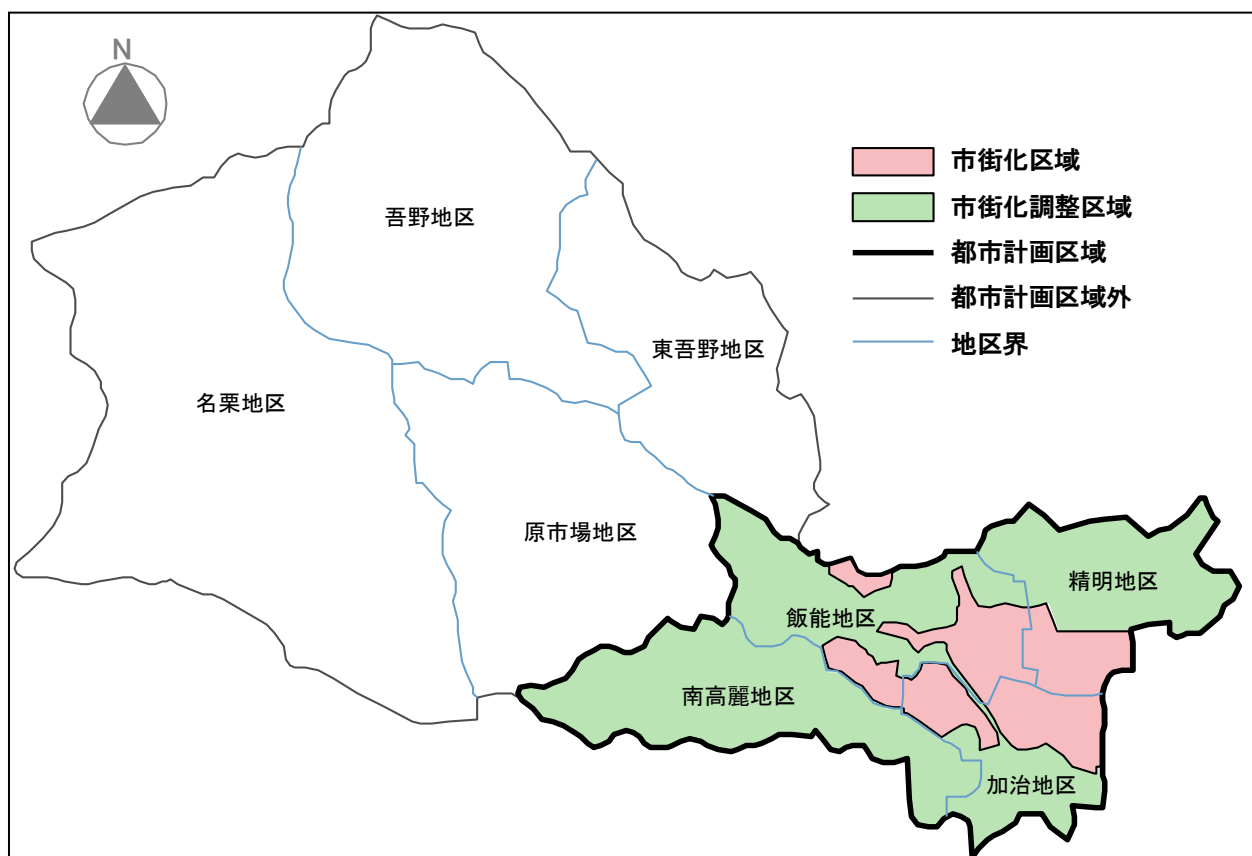 N
市街化区域
市街化調整区域
都市計画区域
都市計画区域外
地区界
吾野地区
東吾野地区
名栗地区
原市場地区
精明地区
飯能地区
南高麗地区
加治地区